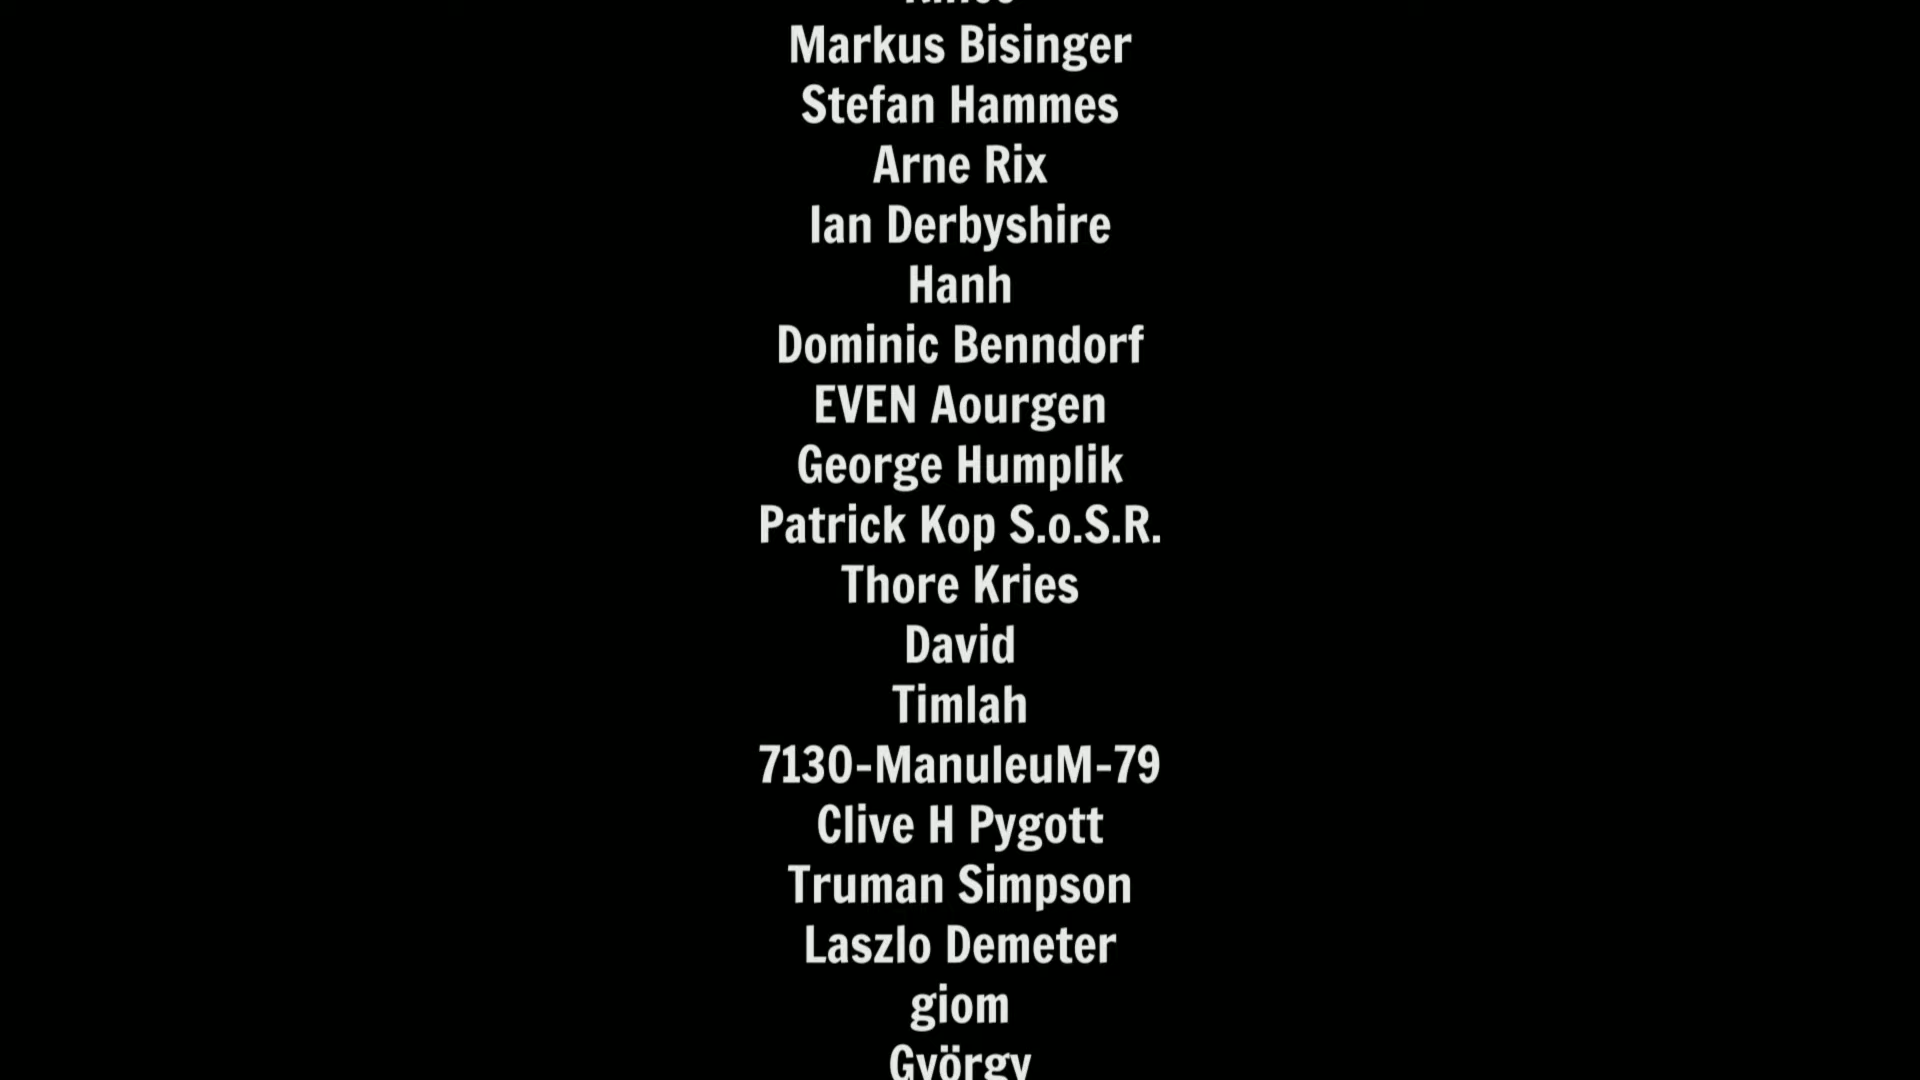 Markus Bisinger
Stefan Hammes
Arne Rix
Ian Derbyshire
Hanh
Dominic Benndorf
EVEN Aourgen
George Humplik
Patrick Kop S.o.S.R.
Thore Kries
David
Timlah
7130-ManuleuM-79
Clive H Pygott
Truman Simpson
Laszlo Demeter
giom
György